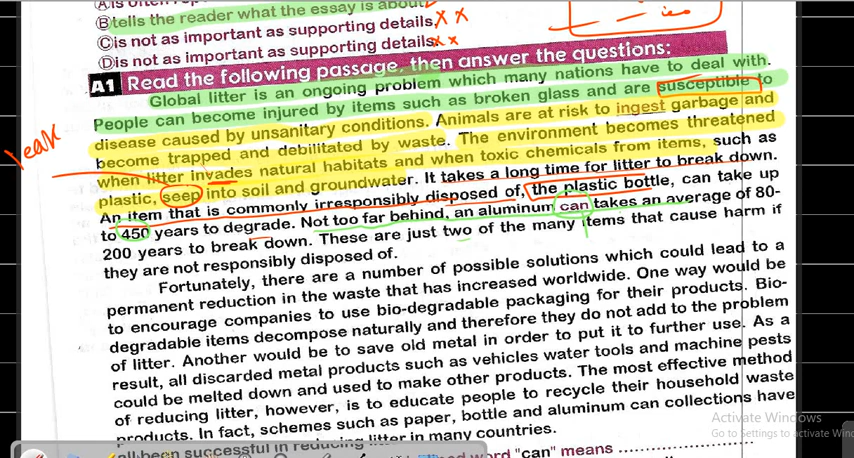 Ⓑtells the reader what the essay is about
Ⓒis not as important as supporting details. x x
Ⓓis not as important as supporting details. x x
A1 Read the following passage, then answer the questions:
Global litter is an ongoing problem which many nations have to deal with.
People can become injured by items such as broken glass and are susceptible to
disease caused by unsanitary conditions. Animals are at risk to ingest garbage and
become trapped and debilitated by waste. The environment becomes threatened
when litter invades natural habitats and when toxic chemicals from items, such as
leak
plastic, seep into soil and groundwater. It takes a long time for litter to break down.
An item that is commonly irresponsibly disposed of, the plastic bottle, can take up
to 450 years to degrade. Not too far behind, an aluminum can takes an average of 80-
200 years to break down. These are just two of the many items that cause harm if
they are not responsibly disposed of.
Fortunately, there are a number of possible solutions which could lead to a
permanent reduction in the waste that has increased worldwide. One way would be
to encourage companies to use bio-degradable packaging for their products. Bio-
degradable items decompose naturally and therefore they do not add to the problem
of litter. Another would be to save old metal in order to put it to further use. As a
result, all discarded metal products such as vehicles water tools and machine pests
could be melted down and used to make other products. The most effective method
of reducing litter, however, is to educate people to recycle their household waste
products. In fact, schemes such as paper, bottle and aluminum can collections have
all been successful in reducing litter in many countries.
word "can" means ....................
Activate Windows
Go to Settings to activate Win